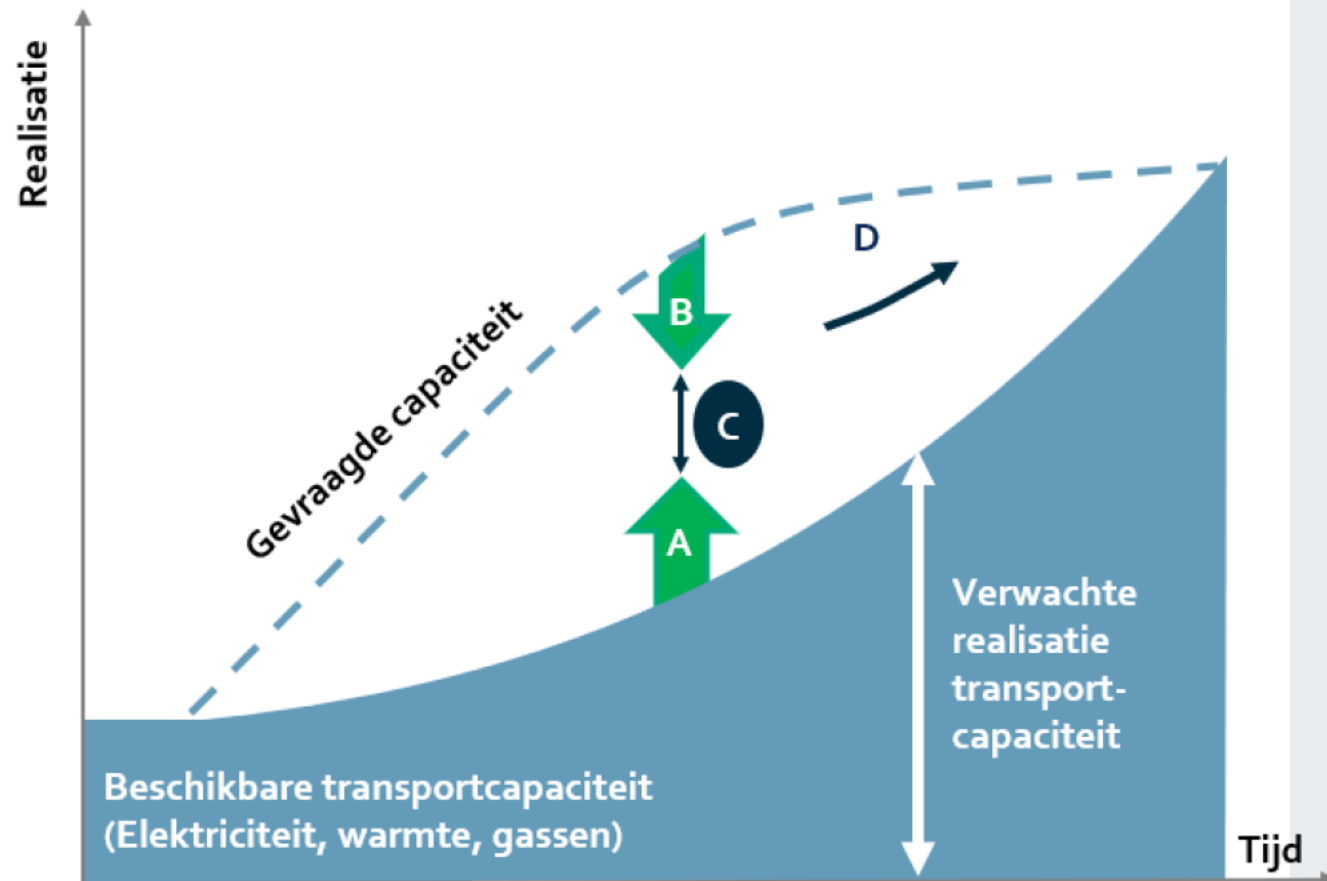 Realisatie
Gevraagde capaciteit
B
D
C
A
Verwachte
realisatie
transport-
capaciteit
Beschikbare transportcapaciteit
(Elektriciteit, warmte, gassen)
Tijd